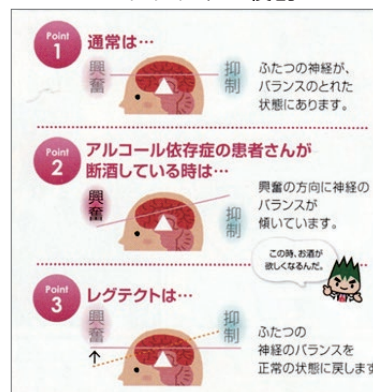 Point 1 通常は…
興奮
抑制
ふたつの神経が、
バランスのとれた
状態にあります。
Point 2 アルコール依存症の患者さんが
断酒している時は…
興奮
抑制
興奮の方向に神経の
バランスが
傾いています。
この時、お酒が
欲しくなるんだ。
Point 3 レグテクトは…
興奮
抑制
ふたつの
神経のバランスを
正常の状態に戻します